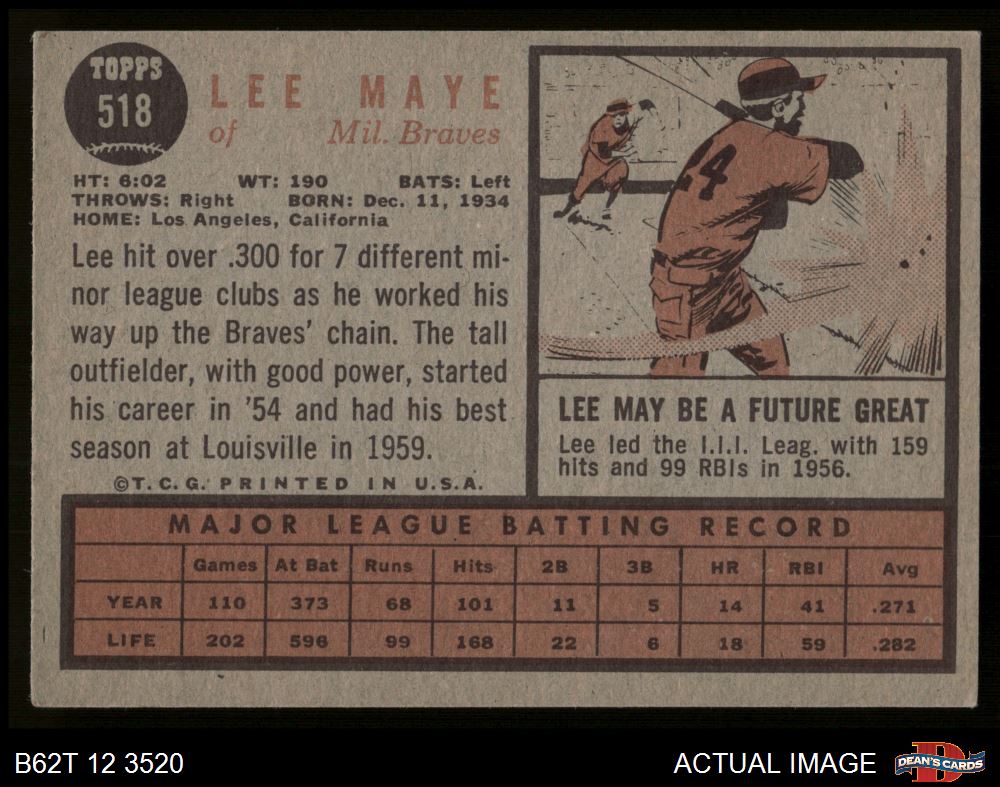 TOPPS
518
LEE MAYE
of Mil. Braves
HT: 6:02 WT: 190 BATS: Left
THROWS: Right BORN: Dec. 11, 1934
HOME: Los Angeles, California
Lee hit over .300 for 7 different mi-
nor league clubs as he worked his
way up the Braves' chain. The tall
outfielder, with good power, started
his career in '54 and had his best
season at Louisville in 1959.
©T.C.G. PRINTED IN U.S.A.
24
LEE MAY BE A FUTURE GREAT
Lee led the I.I.I. Leag. with 159
hits and 99 RBIs in 1956.
MAJOR LEAGUE BATTING RECORD
Games At Bat Runs Hits 2B 3B HR RBI Avg
YEAR 110 373 68 101 11 5 14 41 .271
LIFE 202 596 99 168 22 6 18 59 .282
B62T 12 3520
ACTUAL IMAGE
D
DEAN'S CARDS